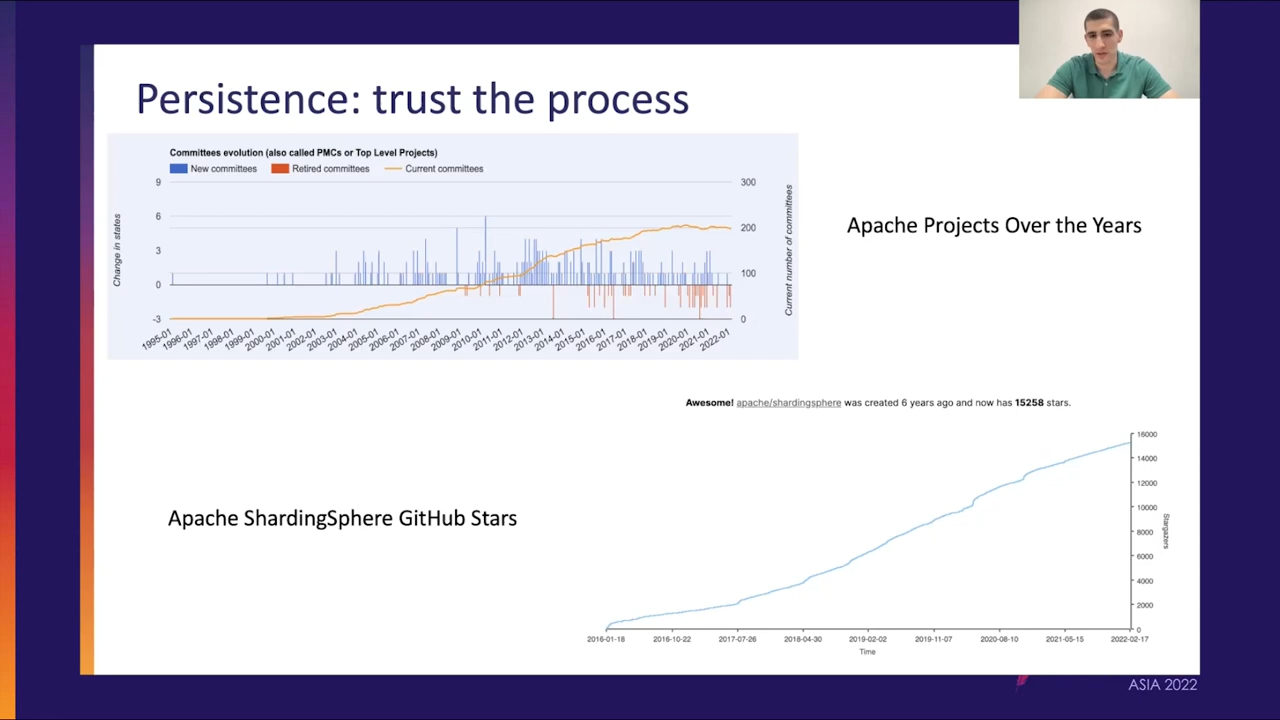 Persistence: trust the process
Committees evolution (also called PMCs or Top Level Projects)
New committees Retired committees Current committees
9 300
6 200
3
100
0
-3 0
Change in states
Current number of committees
1995-01 1996-01 1997-01 1998-01 1999-01 2000-01 2001-01 2002-01 2003-01 2004-01 2005-01 2006-01 2007-01 2008-01 2009-01 2010-01 2011-01 2012-01 2013-01 2014-01 2015-01 2016-01 2017-01 2018-01 2019-01 2020-01 2021-01 2022-01
Apache Projects Over the Years
Awesome! apache/shardingsphere was created 6 years ago and now has 15258 stars.
Apache ShardingSphere GitHub Stars
16000
14000
12000
10000
8000
6000
4000
2000
0
Stargazers
2016-01-18 2016-10-22 2017-07-26 2018-04-30 2019-02-02 2019-11-07 2020-08-10 2021-05-15 2022-02-17
Time
ASIA 2022